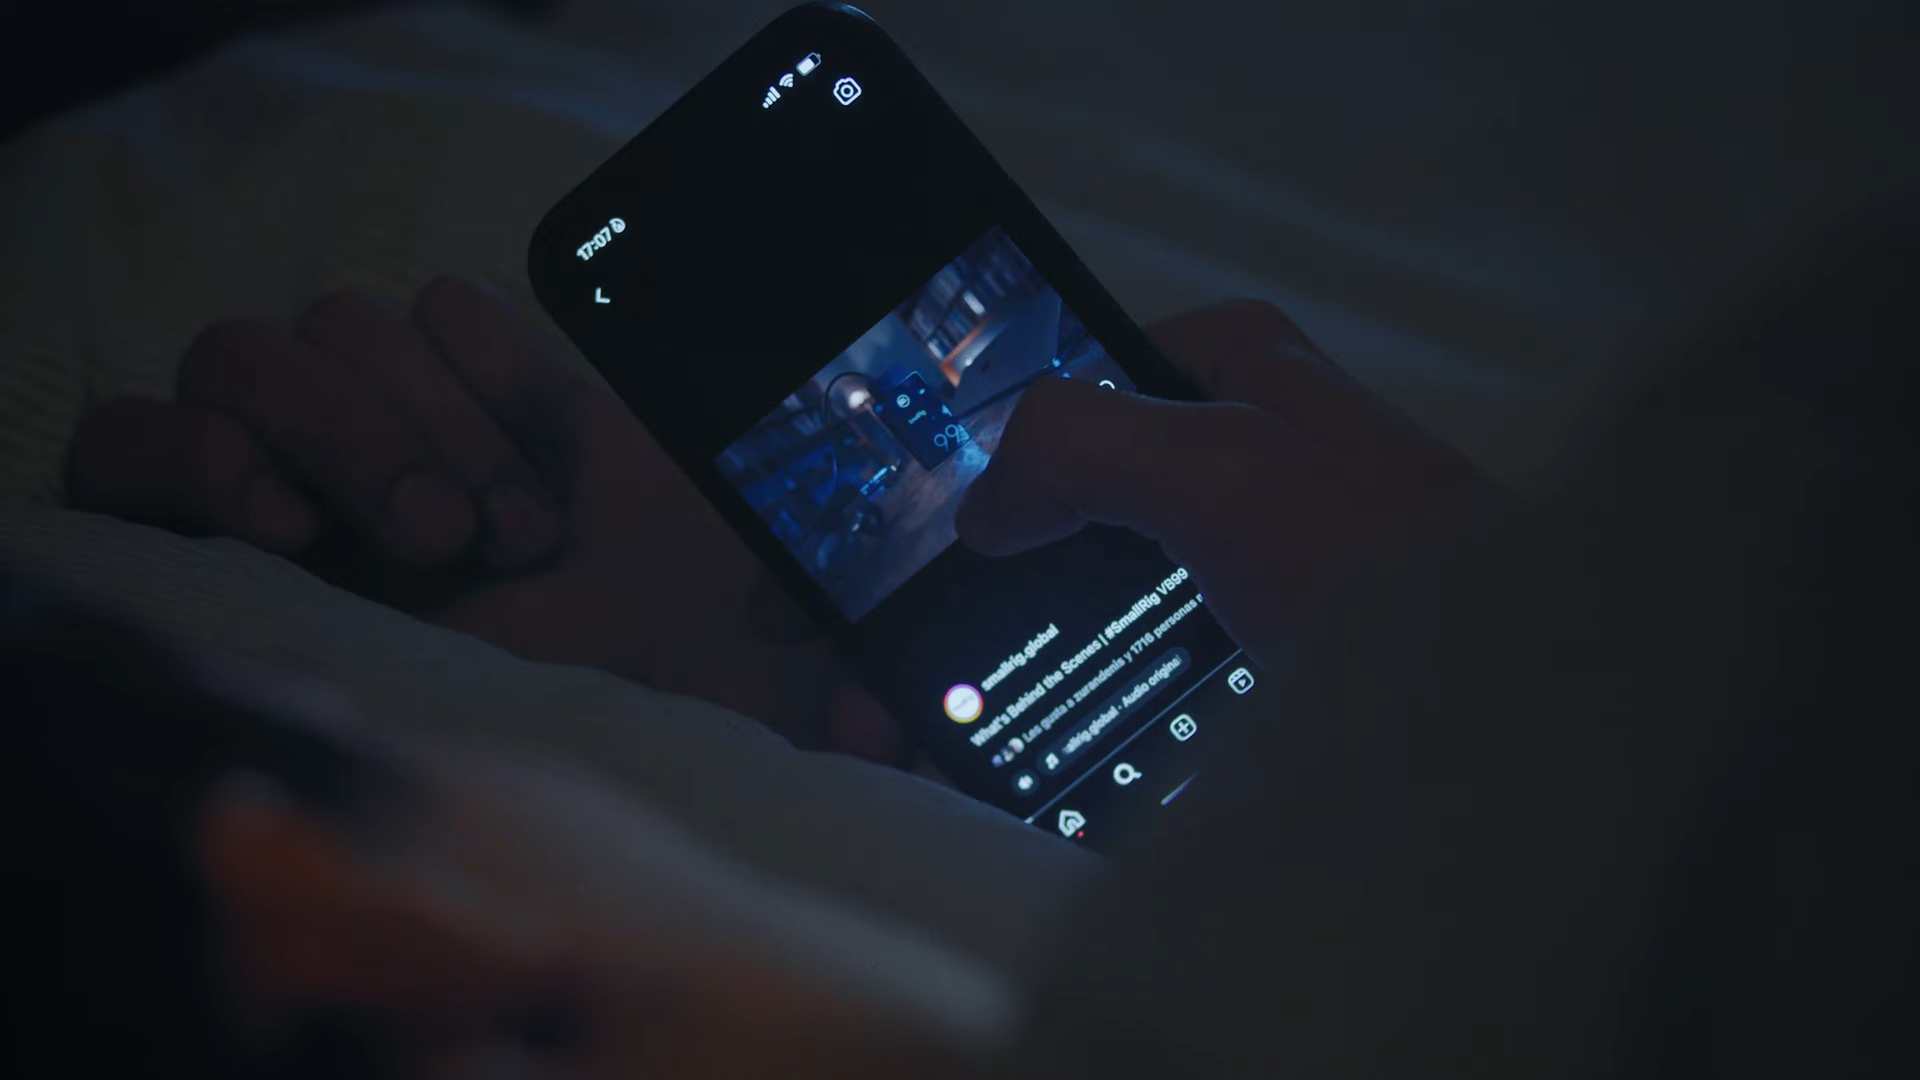 17:07
99
smallrig.global
What's Behind the Scenes | #SmallRig VB99
Les gusta a zurandenis y 1716 personas
allrig.global · Audio original